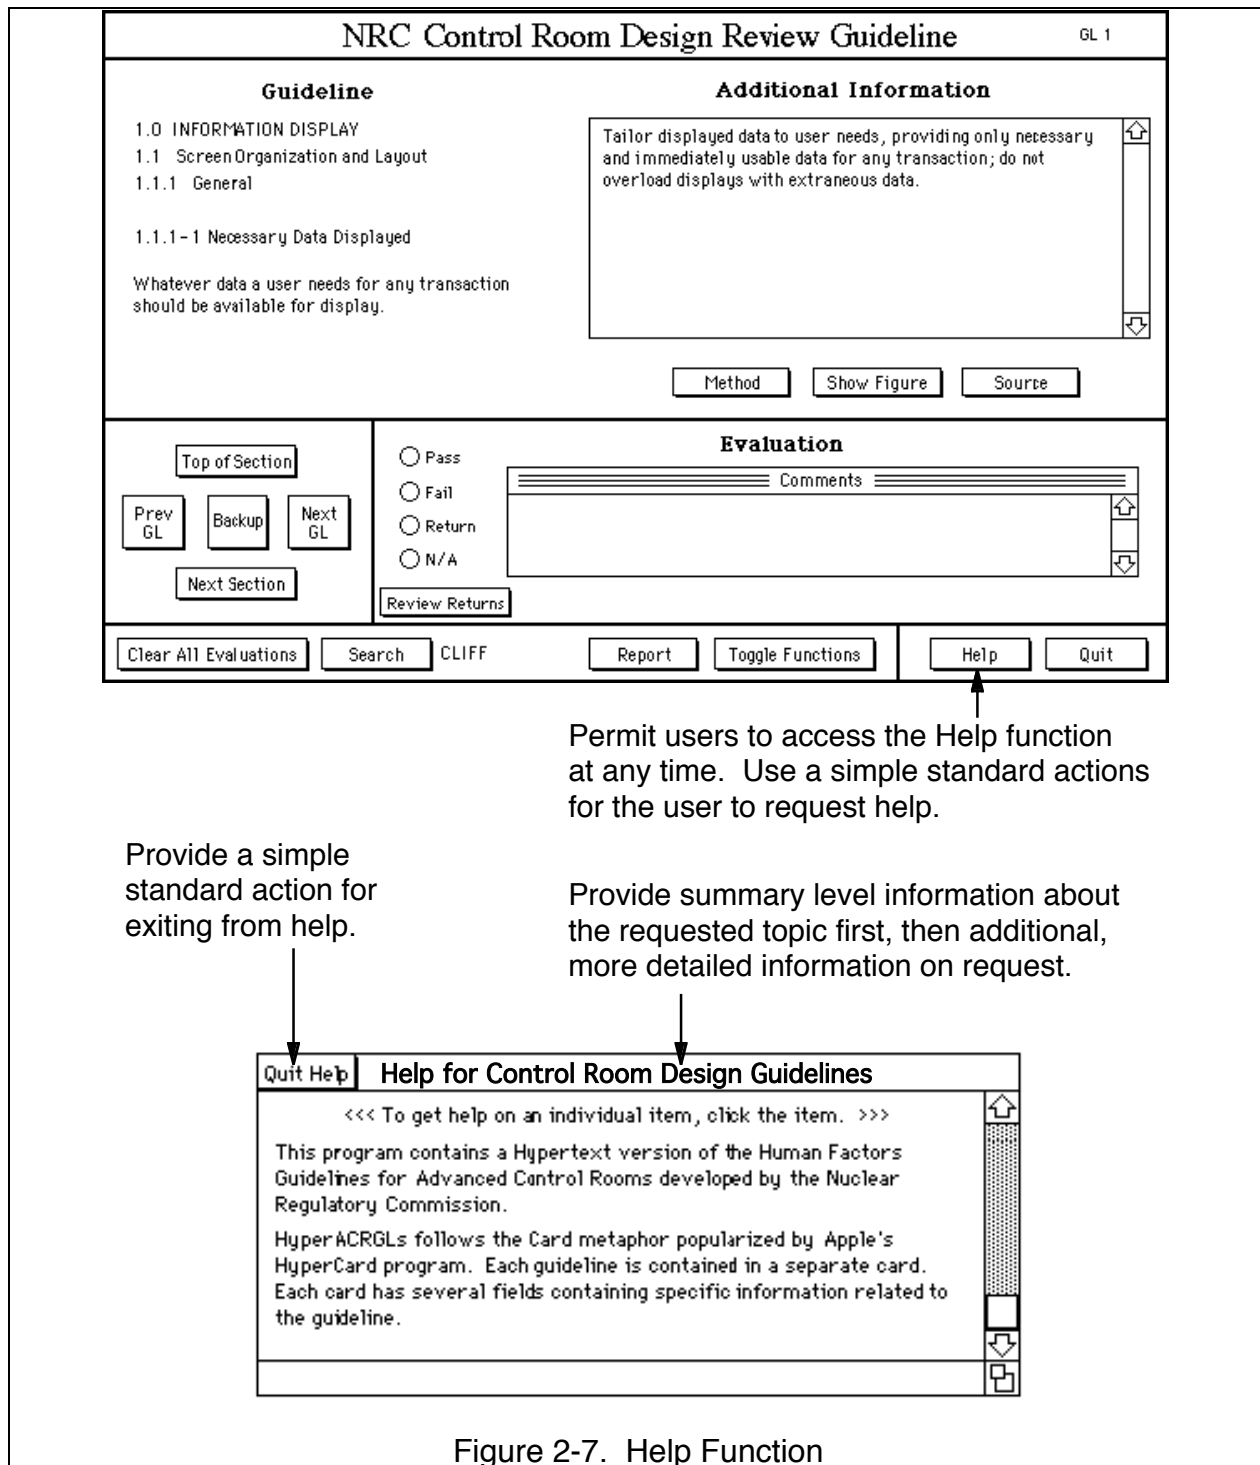 NRC Control Room Design Review Guideline
GL 1
Guideline
1.0 INFORMATION DISPLAY
1.1 Screen Organization and Layout
1.1.1 General
1.1.1-1 Necessary Data Displayed
Whatever data a user needs for any transaction
should be available for display.
Additional Information
Tailor displayed data to user needs, providing only necessary
and immediately usable data for any transaction; do not
overload displays with extraneous data.
Method
Show Figure
Source
Top of Section
Prev
GL
Backup
Next
GL
Next Section
Evaluation
Pass
Fail
Return
N/A
Comments
Review Returns
Clear All Evaluations
Search
CLIFF
Report
Toggle Functions
Help
Quit
Permit users to access the Help function
at any time. Use a simple standard actions
for the user to request help.
Provide a simple
standard action for
exiting from help.
Provide summary level information about
the requested topic first, then additional,
more detailed information on request.
Quit Help
Help for Control Room Design Guidelines
<<< To get help on an individual item, click the item. >>>
This program contains a Hypertext version of the Human Factors
Guidelines for Advanced Control Rooms developed by the Nuclear
Regulatory Commission.
HyperACRGLs follows the Card metaphor popularized by Apple's
HyperCard program. Each guideline is contained in a separate card.
Each card has several fields containing specific information related to
the guideline.
Figure 2-7. Help Function